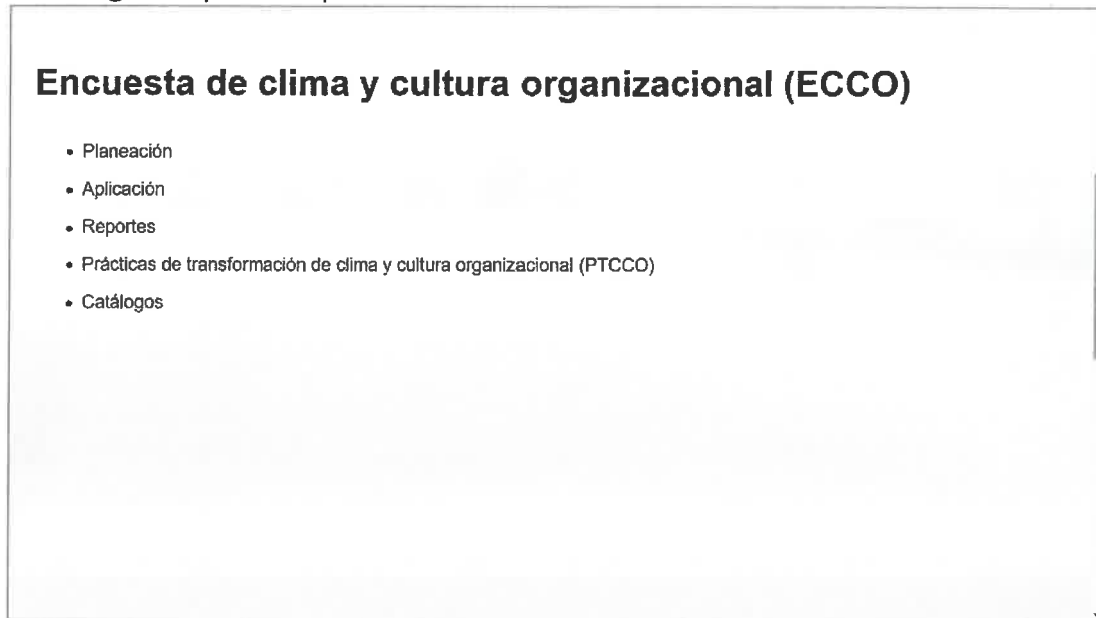 Encuesta de clima y cultura organizacional (ECCO)
• Planeación
• Aplicación
• Reportes
• Prácticas de transformación de clima y cultura organizacional (PTCCO)
• Catálogos